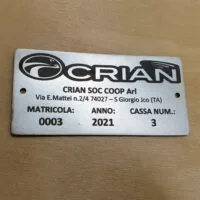 CRIAN
CRIAN SOC COOP Arl
Via E.Mattei n.2/4 74027 – S Giorgio Jco (TA)
MATRICOLA: ANNO: CASSA NUM.:
0003 2021 3